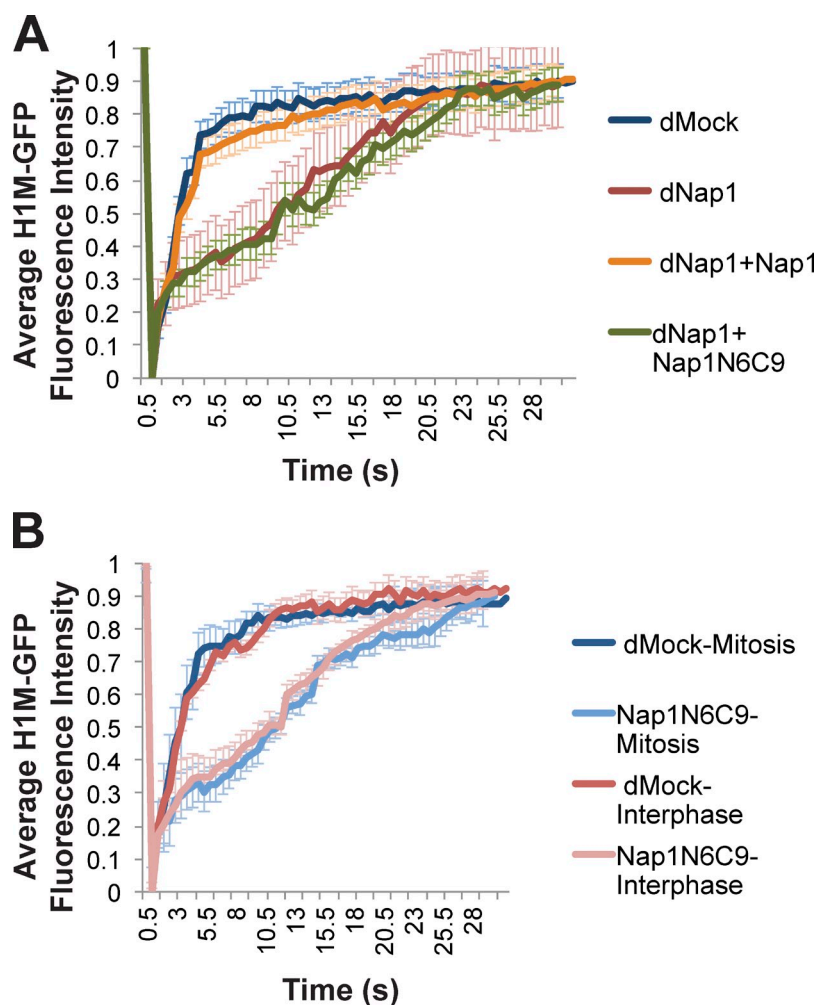 A
Average H1M-GFP
Fluorescence Intensity
1
0.9
0.8
0.7
0.6
0.5
0.4
0.3
0.2
0.1
0
0.5
3
5.5
8
10.5
13
15.5
18
20.5
23
25.5
28
Time (s)
dMock
dNap1
dNap1+Nap1
dNap1+
Nap1N6C9
B
Average H1M-GFP
Fluorescence Intensity
1
0.9
0.8
0.7
0.6
0.5
0.4
0.3
0.2
0.1
0
0.5
3
5.5
8
10.5
13
15.5
18
20.5
23
25.5
28
Time (s)
dMock-Mitosis
Nap1N6C9-
Mitosis
dMock-
Interphase
Nap1N6C9-
Interphase